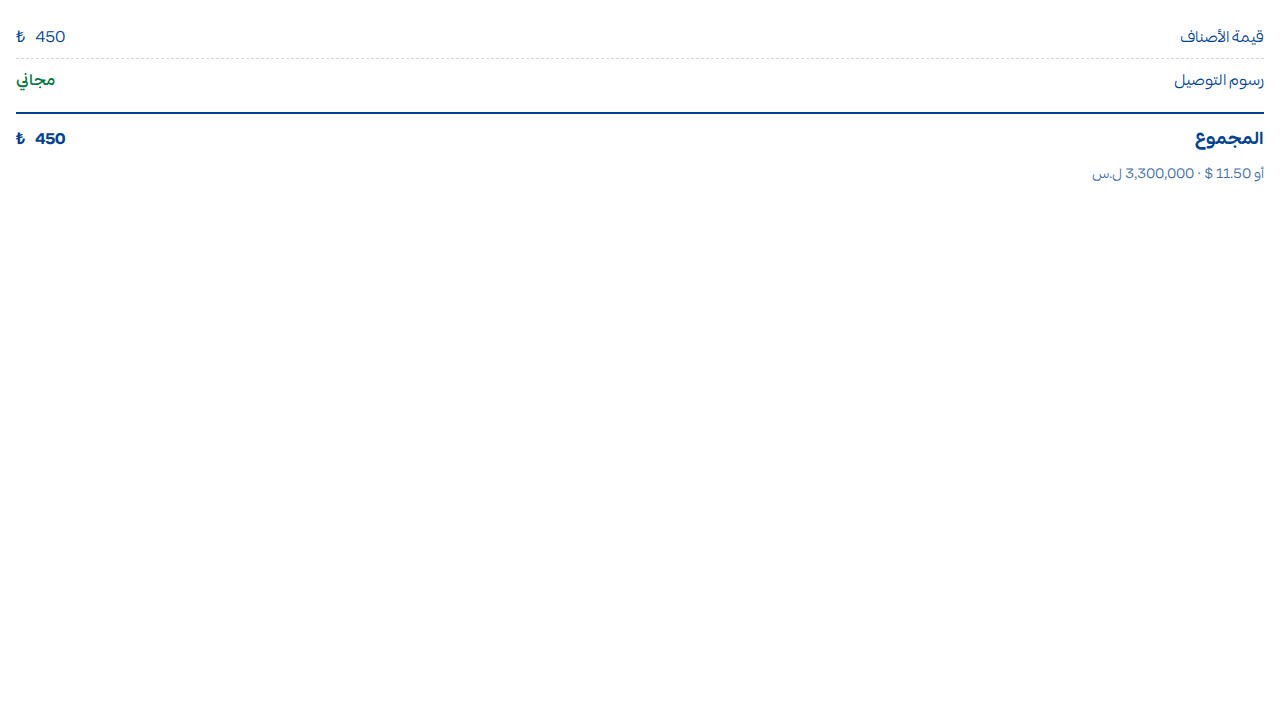 قيمة الأصناف 450 ₺
رسوم التوصيل مجاني
المجموع 450 ₺
أو 11.50 $ · 3,300,000 ل.س